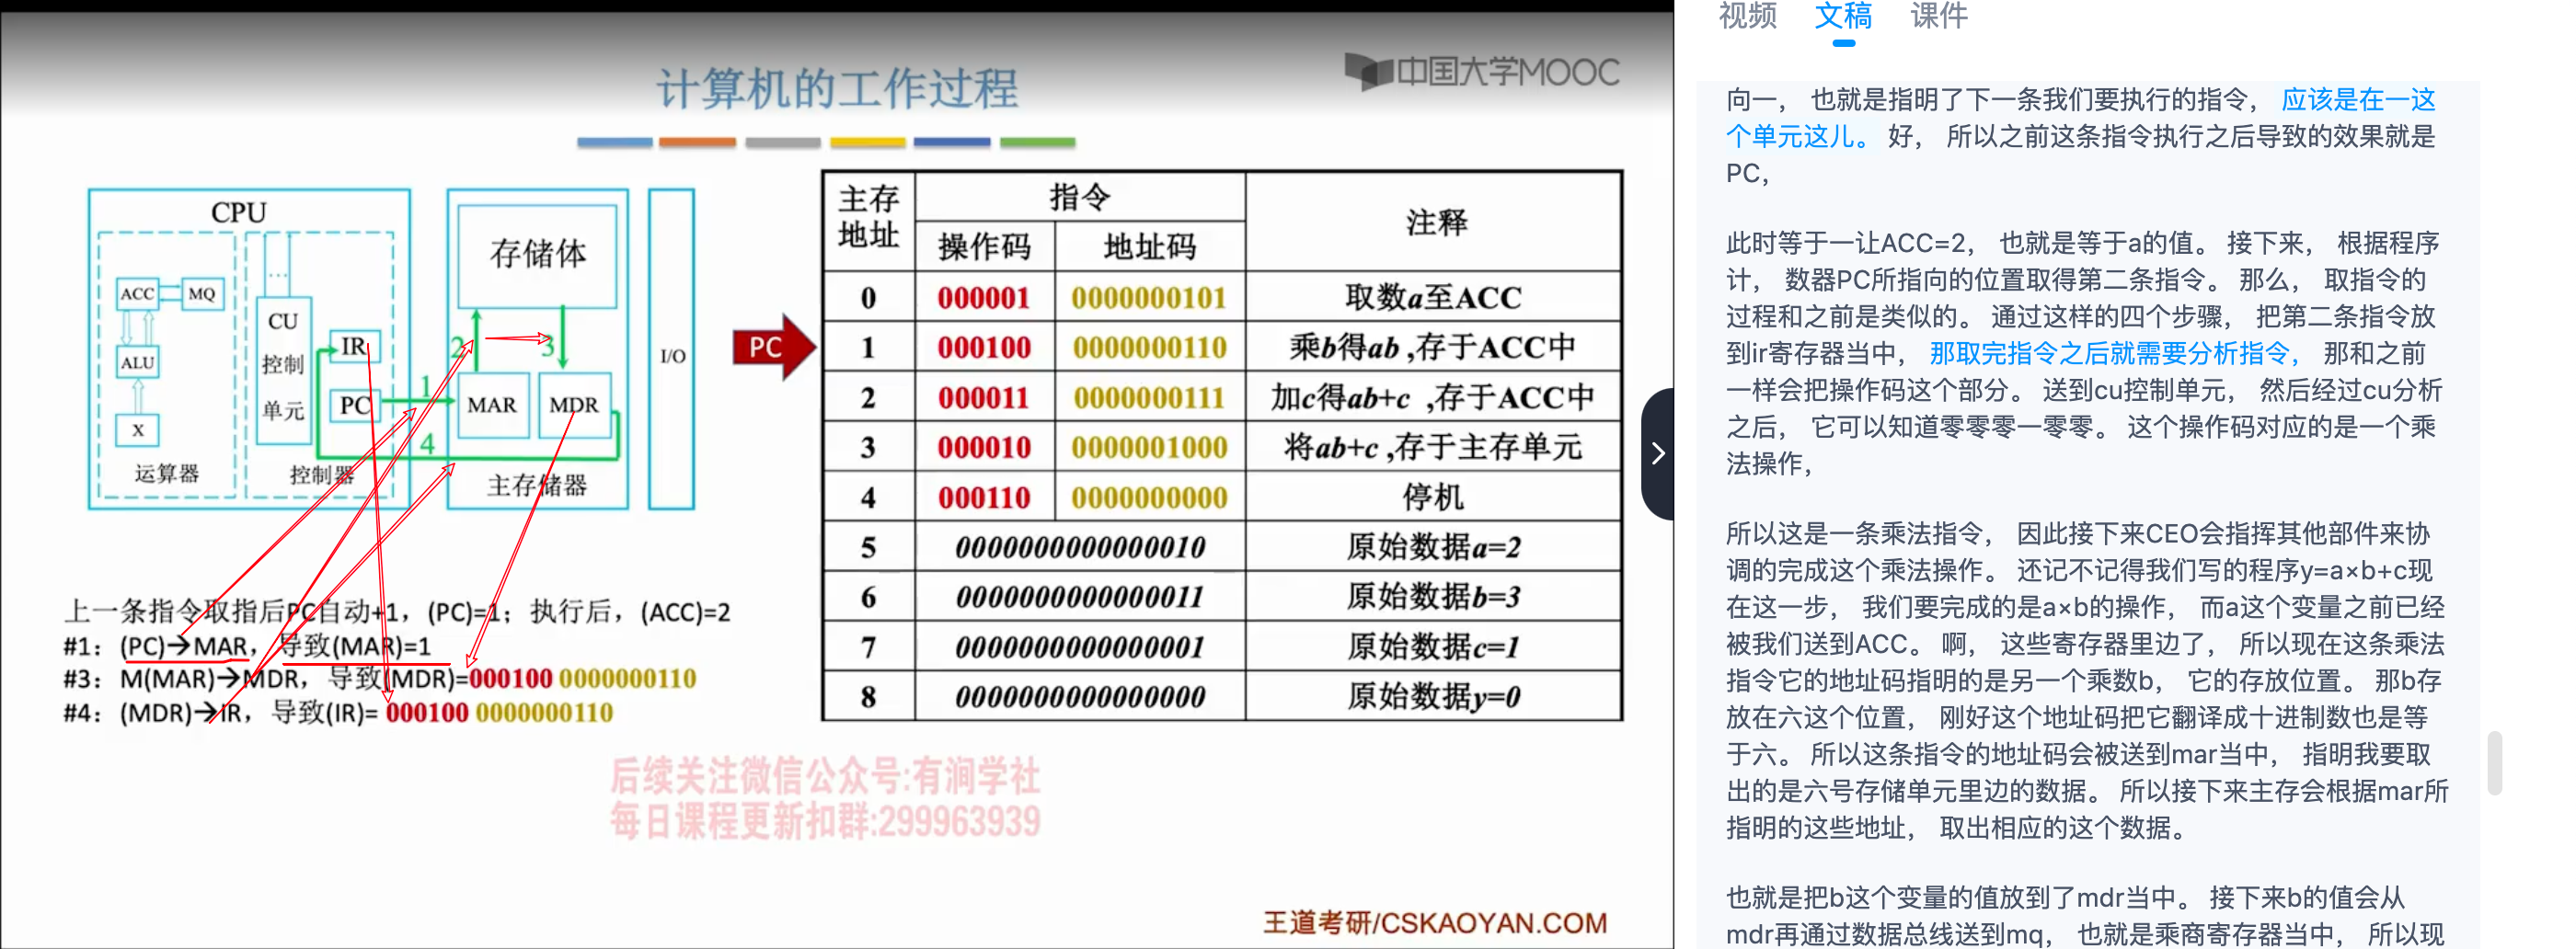 计算机的工作过程
中国大学MOOC
CPU
ACC
MQ
ALU
X
运算器
...
CU
控制
单元
IR
PC
控制器
1
2
3
4
存储体
MAR
MDR
主存储器
I/O
PC
主存地址 指令 注释
操作码 地址码
0 000001 0000000101 取数a至ACC
1 000100 0000000110 乘b得ab ,存于ACC中
2 000011 0000000111 加c得ab+c ,存于ACC中
3 000010 0000001000 将ab+c ,存于主存单元
4 000110 0000000000 停机
5 0000000000000010 原始数据a=2
6 0000000000000011 原始数据b=3
7 0000000000000001 原始数据c=1
8 0000000000000000 原始数据y=0
上一条指令取指后PC自动+1，(PC)=1；执行后，(ACC)=2
#1：(PC)→MAR，导致(MAR)=1
#3：M(MAR)→MDR，导致(MDR)=000100 0000000110
#4：(MDR)→IR，导致(IR)= 000100 0000000110
后续关注微信公众号:有涧学社
每日课程更新扣群:299963939
王道考研/CSKAOYAN.COM
视频 文稿 课件
向一， 也就是指明了下一条我们要执行的指令， 应该是在一这
个单元这儿。 好， 所以之前这条指令执行之后导致的效果就是
PC，
此时等于一让ACC=2， 也就是等于a的值。 接下来， 根据程序
计， 数器PC所指向的位置取得第二条指令。 那么， 取指令的
过程和之前是类似的。 通过这样的四个步骤， 把第二条指令放
到ir寄存器当中， 那取完指令之后就需要分析指令， 那和之前
一样会把操作码这个部分。 送到cu控制单元， 然后经过cu分析
之后， 它可以知道零零零一零零。 这个操作码对应的是一个乘
法操作，
所以这是一条乘法指令， 因此接下来CEO会指挥其他部件来协
调的完成这个乘法操作。 还记不记得我们写的程序y=a×b+c现
在这一步， 我们要完成的是a×b的操作， 而a这个变量之前已经
被我们送到ACC。 啊， 这些寄存器里边了， 所以现在这条乘法
指令它的地址码指明的是另一个乘数b， 它的存放位置。 那b存
放在六这个位置， 刚好这个地址码把它翻译成十进制数也是等
于六。 所以这条指令的地址码会被送到mar当中， 指明我要取
出的是六号存储单元里边的数据。 所以接下来主存会根据mar所
指明的这些地址， 取出相应的这个数据。
也就是把b这个变量的值放到了mdr当中。 接下来b的值会从
mdr再通过数据总线送到mq， 也就是乘商寄存器当中， 所以现